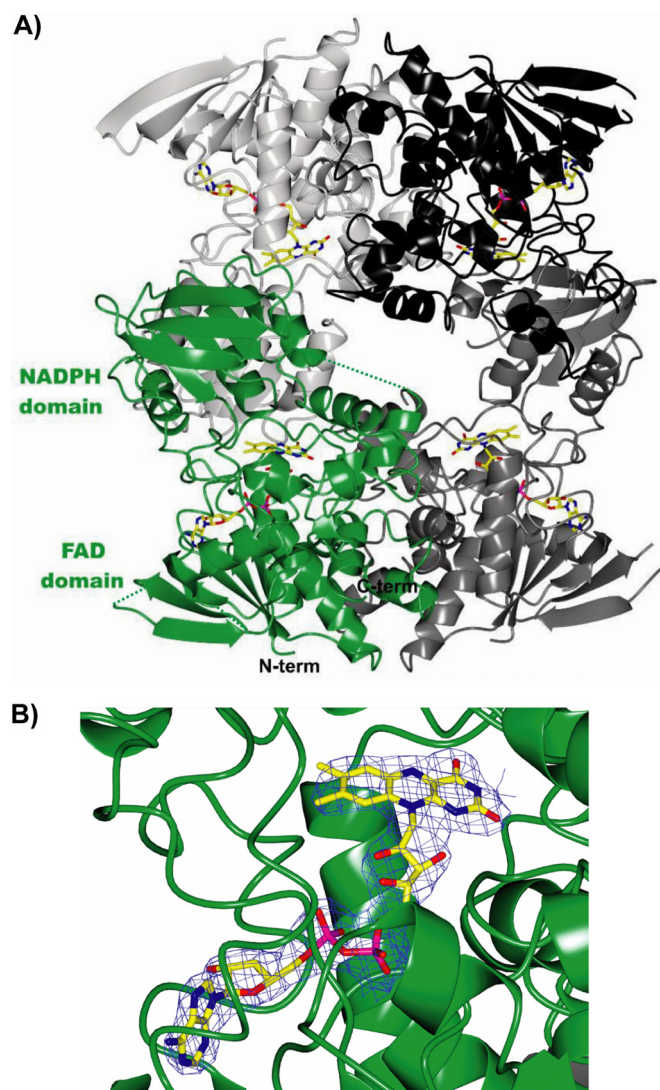 A)
NADPH
domain
FAD
domain
C-term
N-term
B)